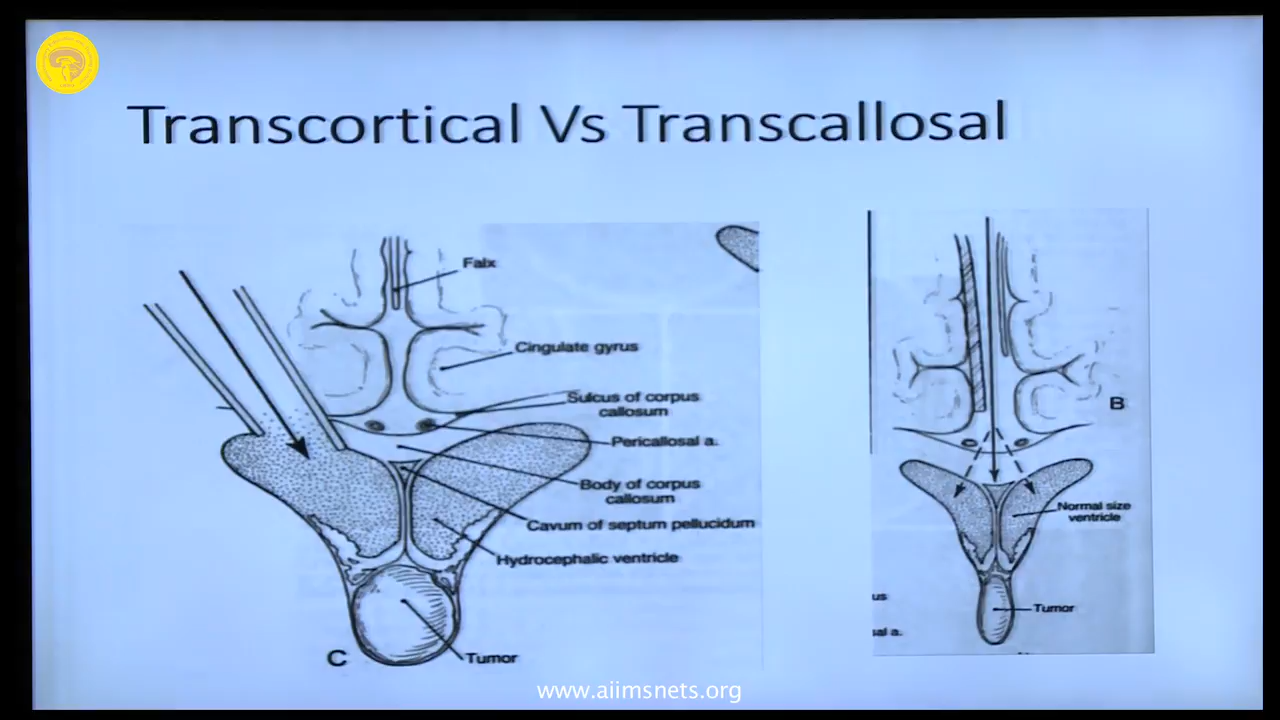 Transcortical Vs Transcallosal
Falx
Cingulate gyrus
Sulcus of corpus
callosum
Pericallosal a.
Body of corpus
callosum
Cavum of septum pellucidum
Hydrocephalic ventricle
Tumor
C
B
Normal size
ventricle
Tumor
us
sal a.
www.aiimsnets.org